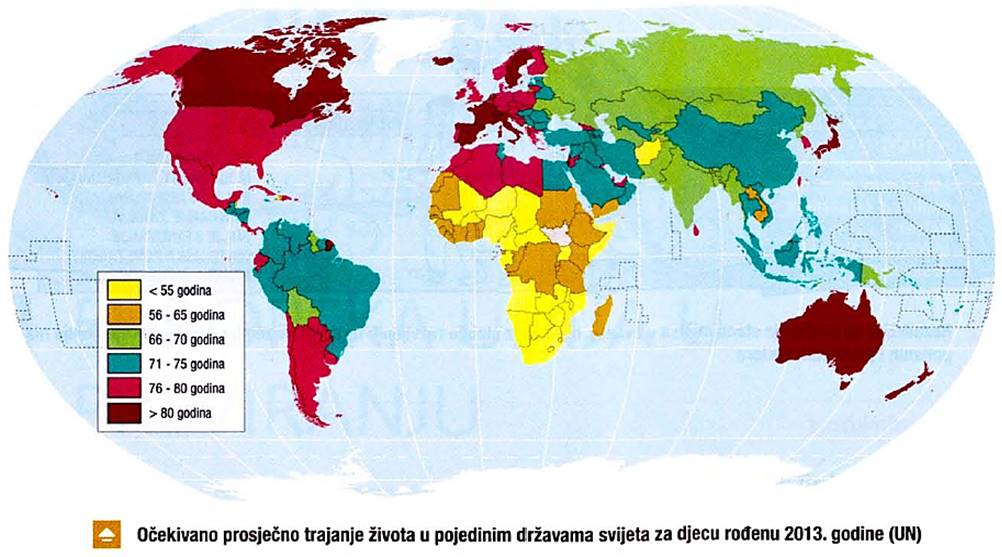 < 55 godina
56 - 65 godina
66 - 70 godina
71 - 75 godina
76 - 80 godina
> 80 godina
RANJU
Očekivano prosječno trajanje života u pojedinim državama svijeta za djecu rođenu 2013. godine (UN)